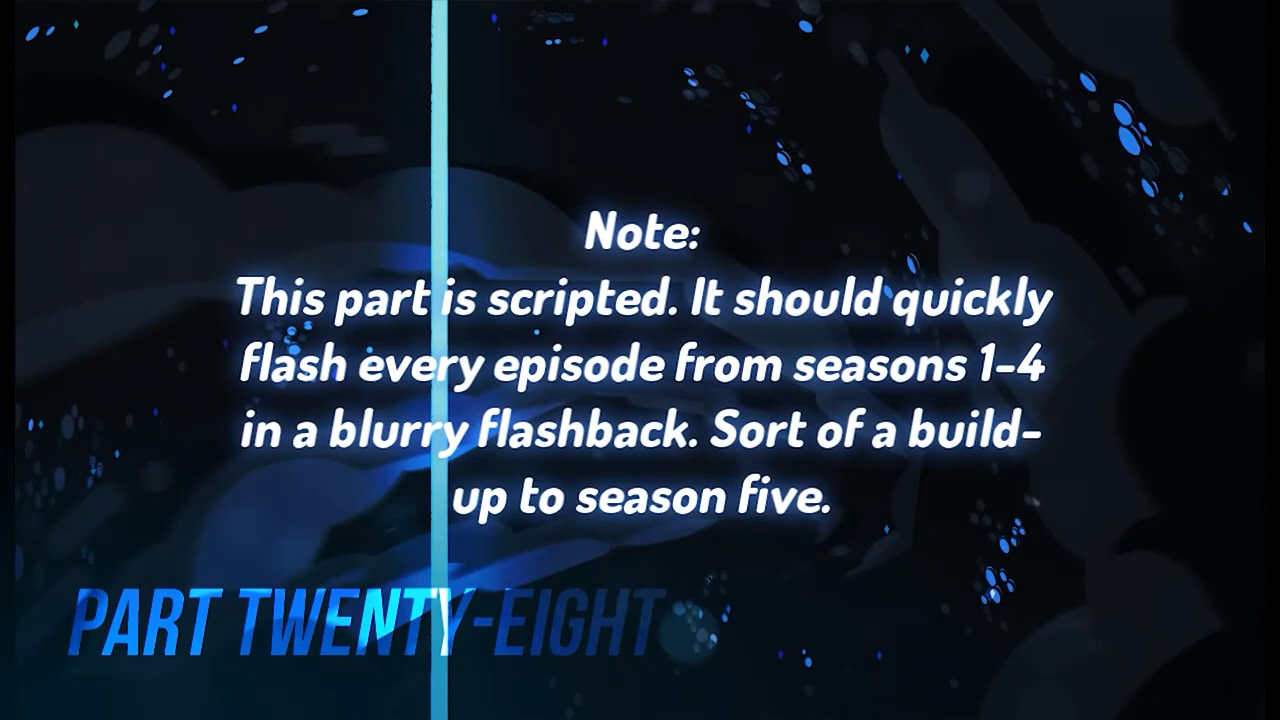 Note:
This part is scripted. It should quickly
flash every episode from seasons 1-4
in a blurry flashback. Sort of a build-
up to season five.
PART TWENTY-EIGHT